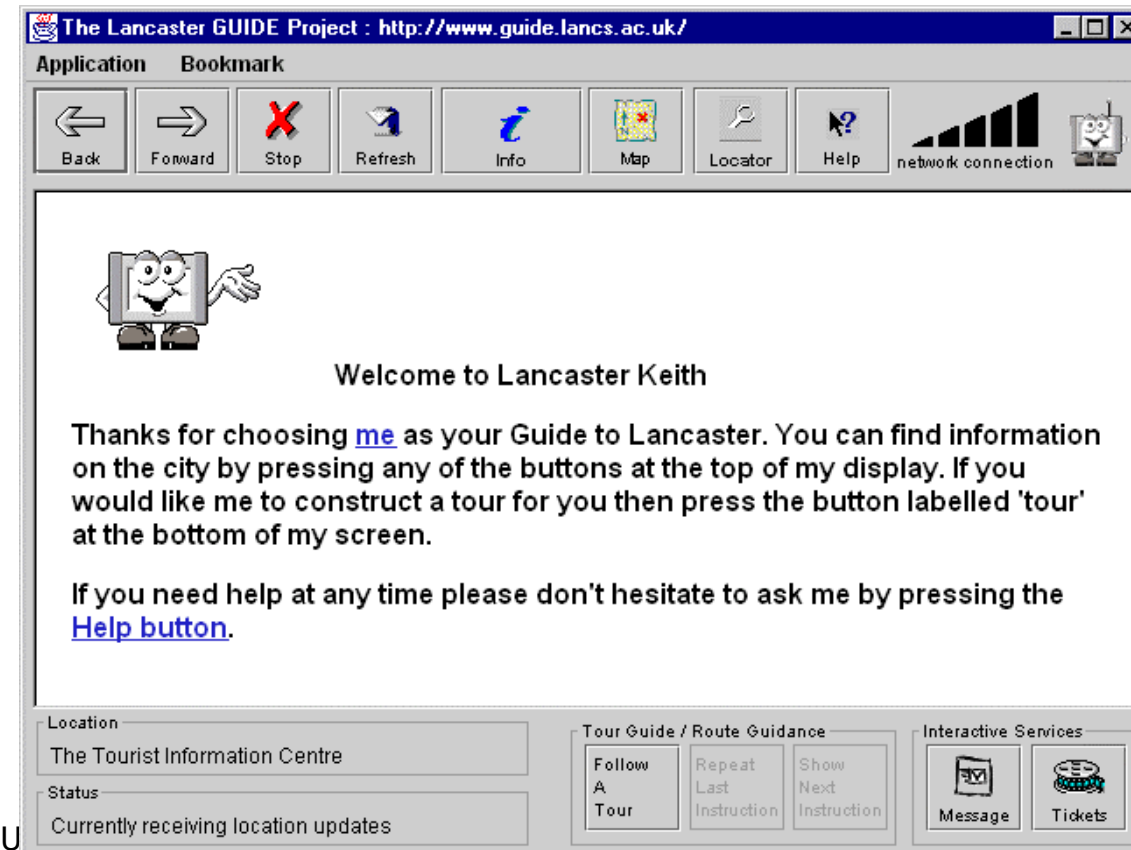 The Lancaster GUIDE Project : http://www.guide.lancs.ac.uk/
Application Bookmark
Back Forward Stop Refresh Info Map Locator Help network connection
Welcome to Lancaster Keith
Thanks for choosing me as your Guide to Lancaster. You can find information
on the city by pressing any of the buttons at the top of my display. If you
would like me to construct a tour for you then press the button labelled 'tour'
at the bottom of my screen.
If you need help at any time please don't hesitate to ask me by pressing the
Help button.
Location
The Tourist Information Centre
Status
Currently receiving location updates
Tour Guide / Route Guidance
Follow
A
Tour
Repeat
Last
Instruction
Show
Next
Instruction
Interactive Services
Message
Tickets
U